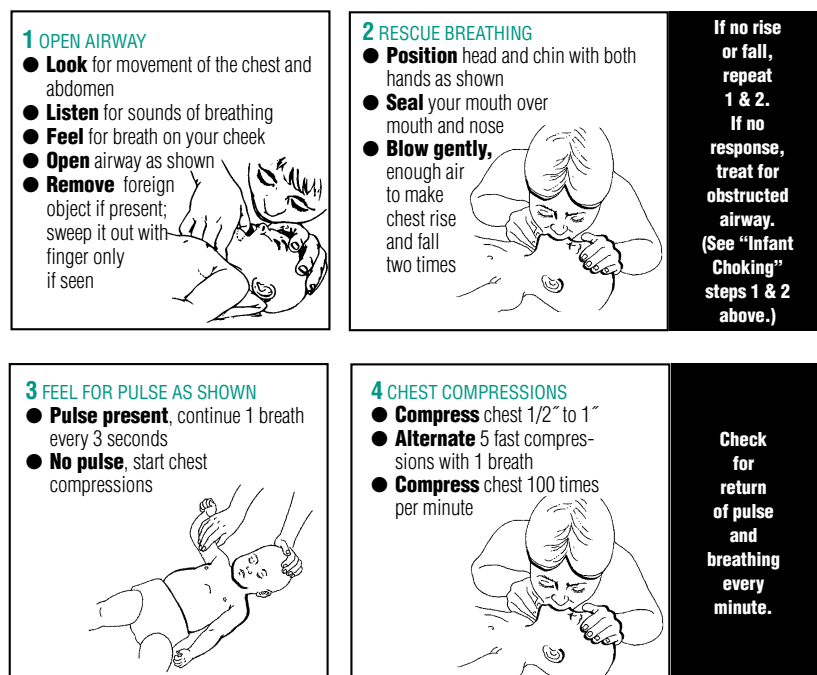 1 OPEN AIRWAY
● Look for movement of the chest and
abdomen
● Listen for sounds of breathing
● Feel for breath on your cheek
● Open airway as shown
● Remove foreign
object if present;
sweep it out with
finger only
if seen
2 RESCUE BREATHING
● Position head and chin with both
hands as shown
● Seal your mouth over
mouth and nose
● Blow gently,
enough air
to make
chest rise
and fall
two times
If no rise
or fall,
repeat
1 & 2.
If no
response,
treat for
obstructed
airway.
(See “Infant
Choking”
steps 1 & 2
above.)
3 FEEL FOR PULSE AS SHOWN
● Pulse present, continue 1 breath
every 3 seconds
● No pulse, start chest
compressions
4 CHEST COMPRESSIONS
● Compress chest 1/2˝ to 1˝
● Alternate 5 fast compres-
sions with 1 breath
● Compress chest 100 times
per minute
Check
for
return
of pulse
and
breathing
every
minute.